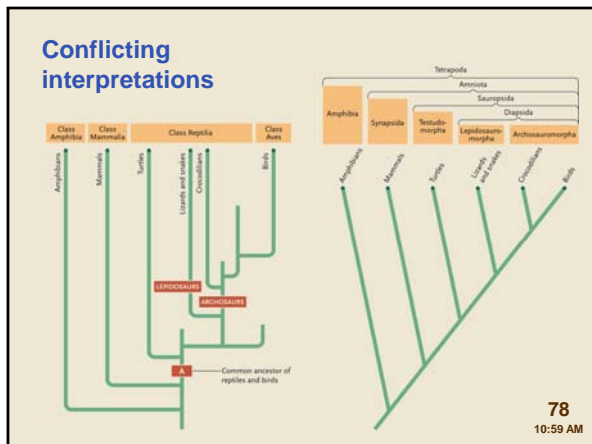 Conflicting
interpretations
Class
Amphibia
Class
Mammalia
Class Reptilia
Class
Aves
Amphibians
Mammals
Turtles
Lizards and snakes
Crocodilians
Birds
LEPIDOSAURS
ARCHOSAURS
A
Common ancestor of
reptiles and birds
Tetrapoda
Amniota
Sauropsida
Diapsida
Amphibia
Synapsida
Testudo-
morpha
Lepidosauro-
morpha
Archosauromorpha
Amphibians
Mammals
Turtles
Lizards
and snakes
Crocodilians
Birds
78
10:59 AM